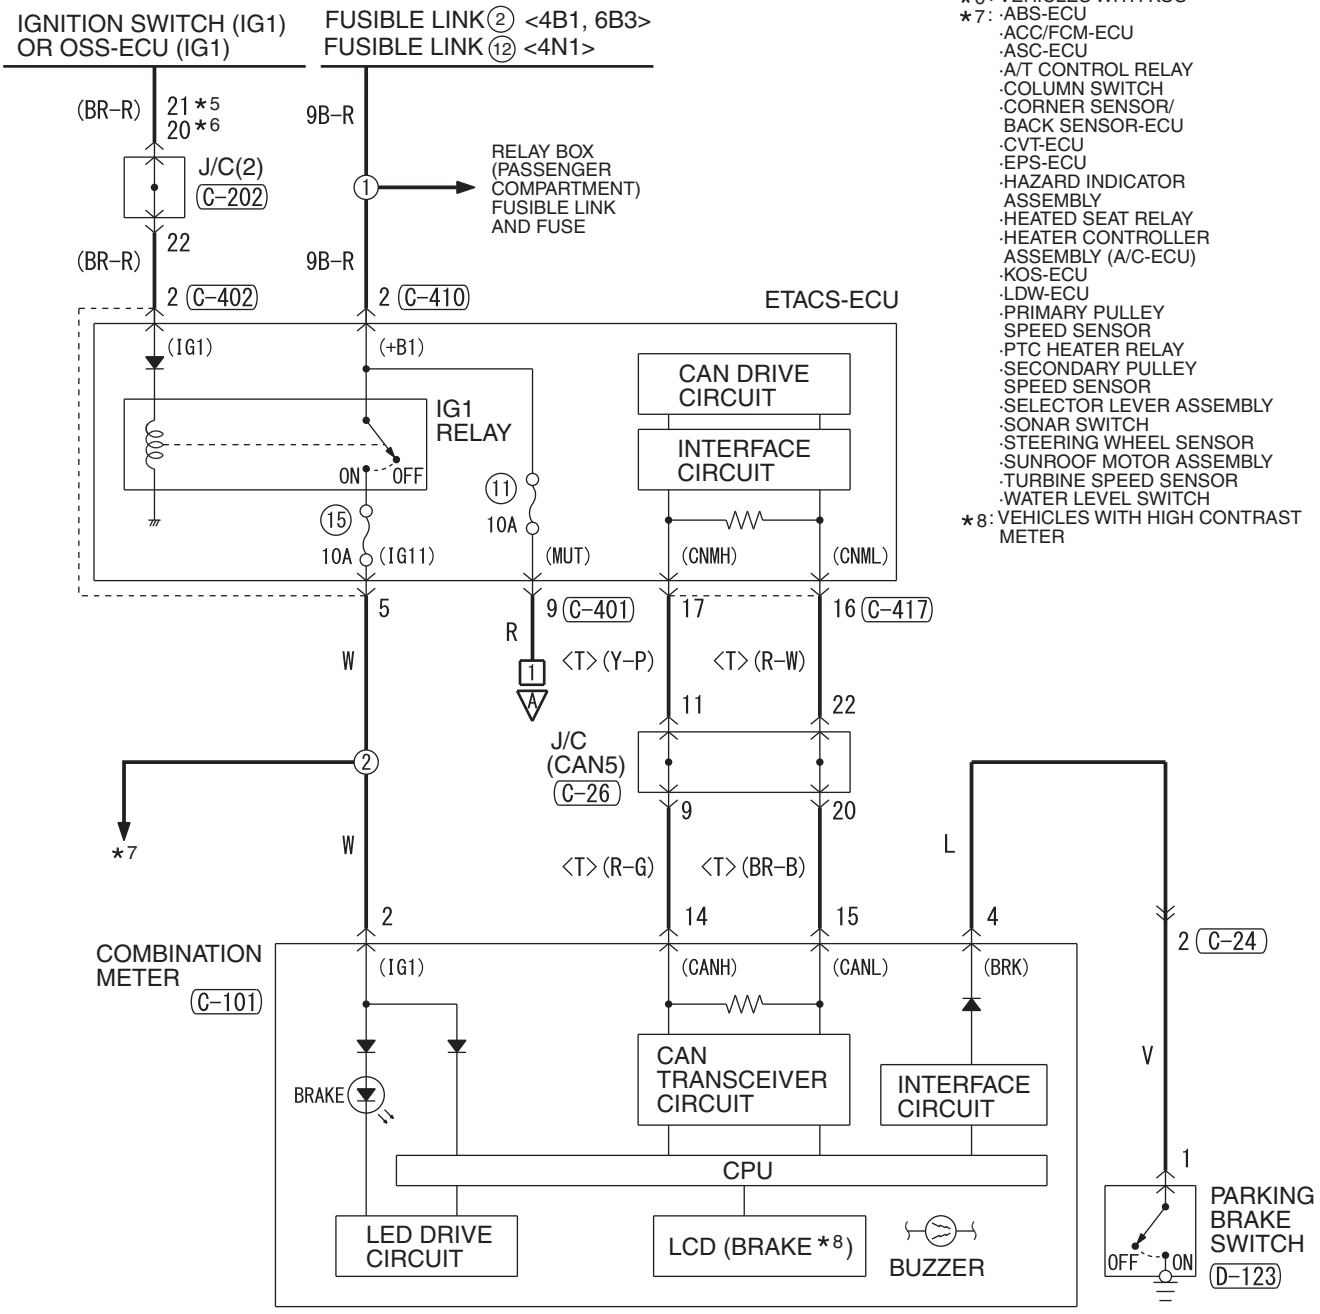 IGNITION SWITCH (IG1)
OR OSS-ECU (IG1)
FUSIBLE LINK ② <4B1, 6B3>
FUSIBLE LINK ⑫ <4N1>
*7: ·ABS-ECU
·ACC/FCM-ECU
·ASC-ECU
·A/T CONTROL RELAY
·COLUMN SWITCH
·CORNER SENSOR/
BACK SENSOR-ECU
·CVT-ECU
·EPS-ECU
·HAZARD INDICATOR
ASSEMBLY
·HEATED SEAT RELAY
·HEATER CONTROLLER
ASSEMBLY (A/C-ECU)
·KOS-ECU
·LDW-ECU
·PRIMARY PULLEY
SPEED SENSOR
·PTC HEATER RELAY
·SECONDARY PULLEY
SPEED SENSOR
·SELECTOR LEVER ASSEMBLY
·SONAR SWITCH
·STEERING WHEEL SENSOR
·SUNROOF MOTOR ASSEMBLY
·TURBINE SPEED SENSOR
·WATER LEVEL SWITCH
*8: VEHICLES WITH HIGH CONTRAST
METER
(BR-R)
21 *5
20 *6
9B-R
J/C(2)
(C-202)
①
RELAY BOX
(PASSENGER
COMPARTMENT)
FUSIBLE LINK
AND FUSE
22
(BR-R)
9B-R
2 (C-402)
2 (C-410)
ETACS-ECU
(IG1)
(+B1)
CAN DRIVE
CIRCUIT
IG1
RELAY
INTERFACE
CIRCUIT
ON
OFF
⑪
10A
⑮
10A
(IG11)
(MUT)
(CNMH)
(CNML)
5
9 (C-401)
17
16 (C-417)
R
W
<T> (Y-P)
<T> (R-W)
1
A
11
22
J/C
(CAN5)
(C-26)
②
9
20
*7
W
<T> (R-G)
<T> (BR-B)
L
2
14
15
4
2 (C-24)
COMBINATION
METER
(C-101)
(IG1)
(CANH)
(CANL)
(BRK)
V
BRAKE
CAN
TRANSCEIVER
CIRCUIT
INTERFACE
CIRCUIT
CPU
1
LED DRIVE
CIRCUIT
LCD (BRAKE *8)
BUZZER
OFF
ON
PARKING
BRAKE
SWITCH
(D-123)